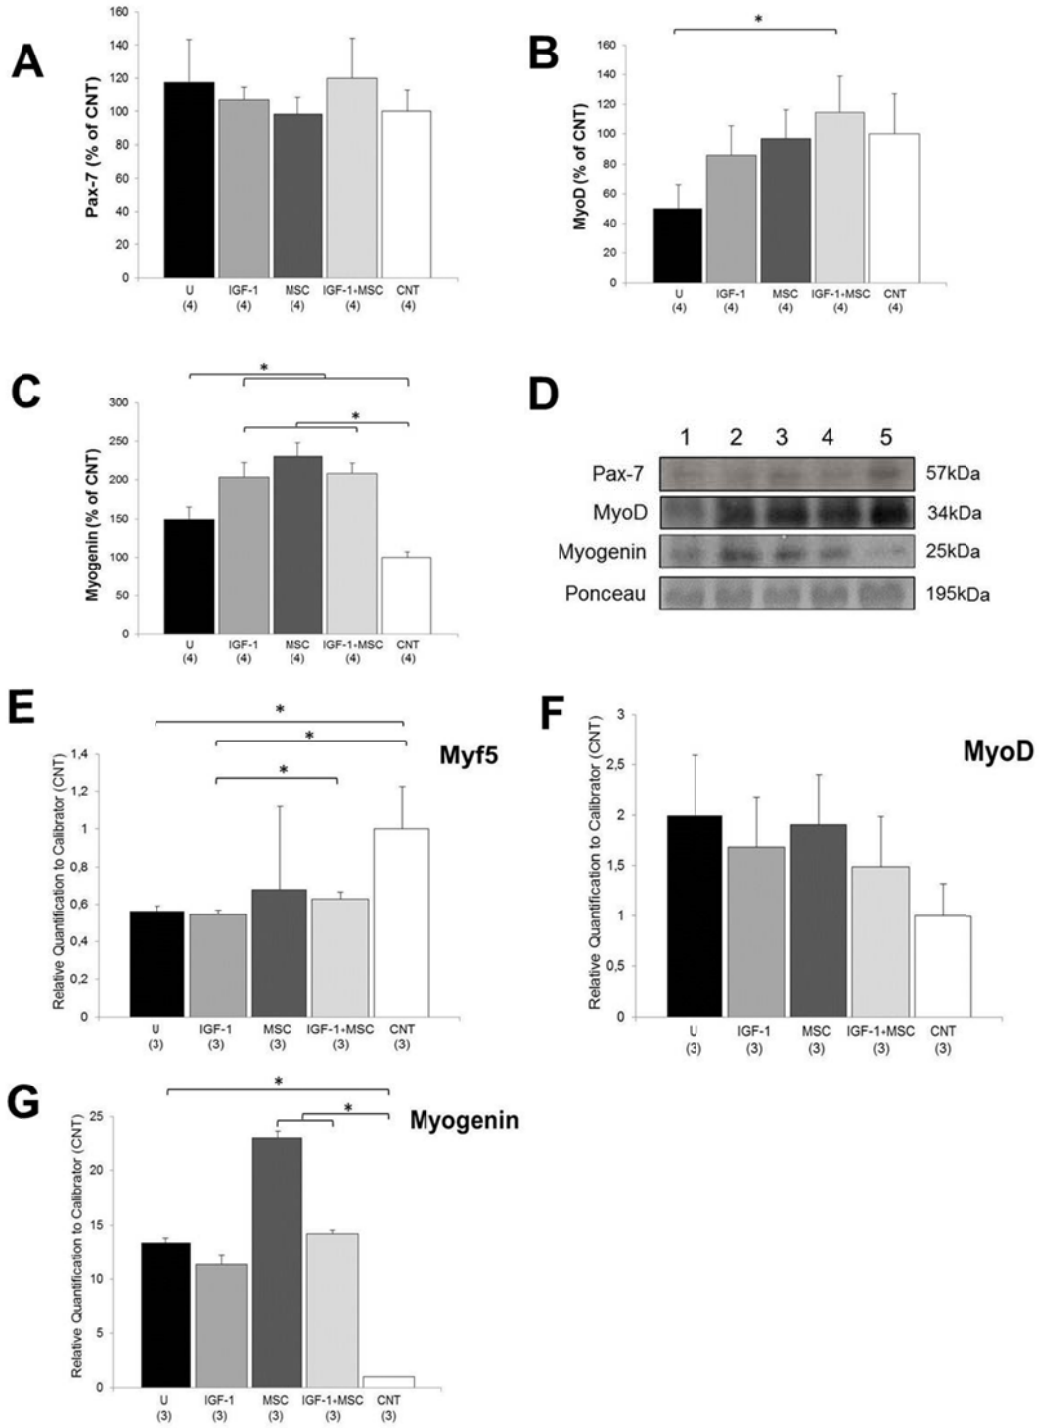 A
Pax-7 (% of CNT)
160
140
120
100
80
60
40
20
0
U IGF-1 MSC IGF-1+MSC CNT
(4) (4) (4) (4) (4)
B
*
MyoD (% of CNT)
160
140
120
100
80
60
40
20
0
U IGF-1 MSC IGF-1+MSC CNT
(4) (4) (4) (4) (4)
C
*
*
Myogenin (% of CNT)
300
250
200
150
100
50
0
U IGF-1 MSC IGF-1+MSC CNT
(4) (4) (4) (4) (4)
D
1 2 3 4 5
Pax-7 57kDa
MyoD 34kDa
Myogenin 25kDa
Ponceau 195kDa
E
*
*
*
Myf5
Relative Quantification to Calibrator (CNT)
1,4
1,2
1
0,8
0,6
0,4
0,2
0
U IGF-1 MSC IGF-1+MSC CNT
(3) (3) (3) (3) (3)
F
MyoD
Relative Quantification to Calibrator (CNT)
3
2,5
2
1,5
1
0,5
0
U IGF-1 MSC IGF-1+MSC CNT
(3) (3) (3) (3) (3)
G
*
*
Myogenin
Relative Quantification to Calibrator (CNT)
25
20
15
10
5
0
U IGF-1 MSC IGF-1+MSC CNT
(3) (3) (3) (3) (3)